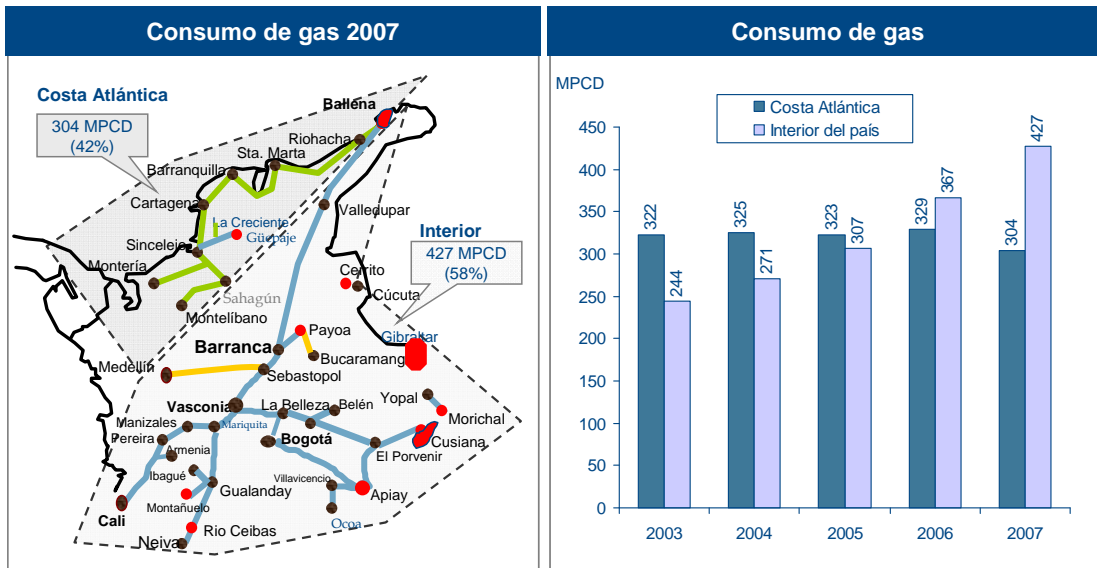 Consumo de gas 2007
Costa Atlántica
304 MPCD
(42%)
Ballena
Riohacha
Sta. Marta
Barranquilla
Cartagena
Valledupar
La Creciente
Güepaje
Interior
427 MPCD
(58%)
Sincelejo
Montería
Cerrito
Cúcuta
Sahagún
Montelíbano
Payoa
Gibraltar
Barranca
Bucaramang
Medellín
Sebastopol
Yopal
Vasconia
La Belleza
Belén
Morichal
Manizales
Mariquita
Pereira
Bogotá
Cusiana
Armenia
El Porvenir
Ibagué
Villavicencio
Gualanday
Apiay
Montañuelo
Cali
Ocoa
Rio Ceibas
Neiva
Consumo de gas
MPCD
Costa Atlántica
Interior del país
450
400
350
300
250
200
150
100
50
0
322
244
325
271
323
307
329
367
304
427
2003
2004
2005
2006
2007